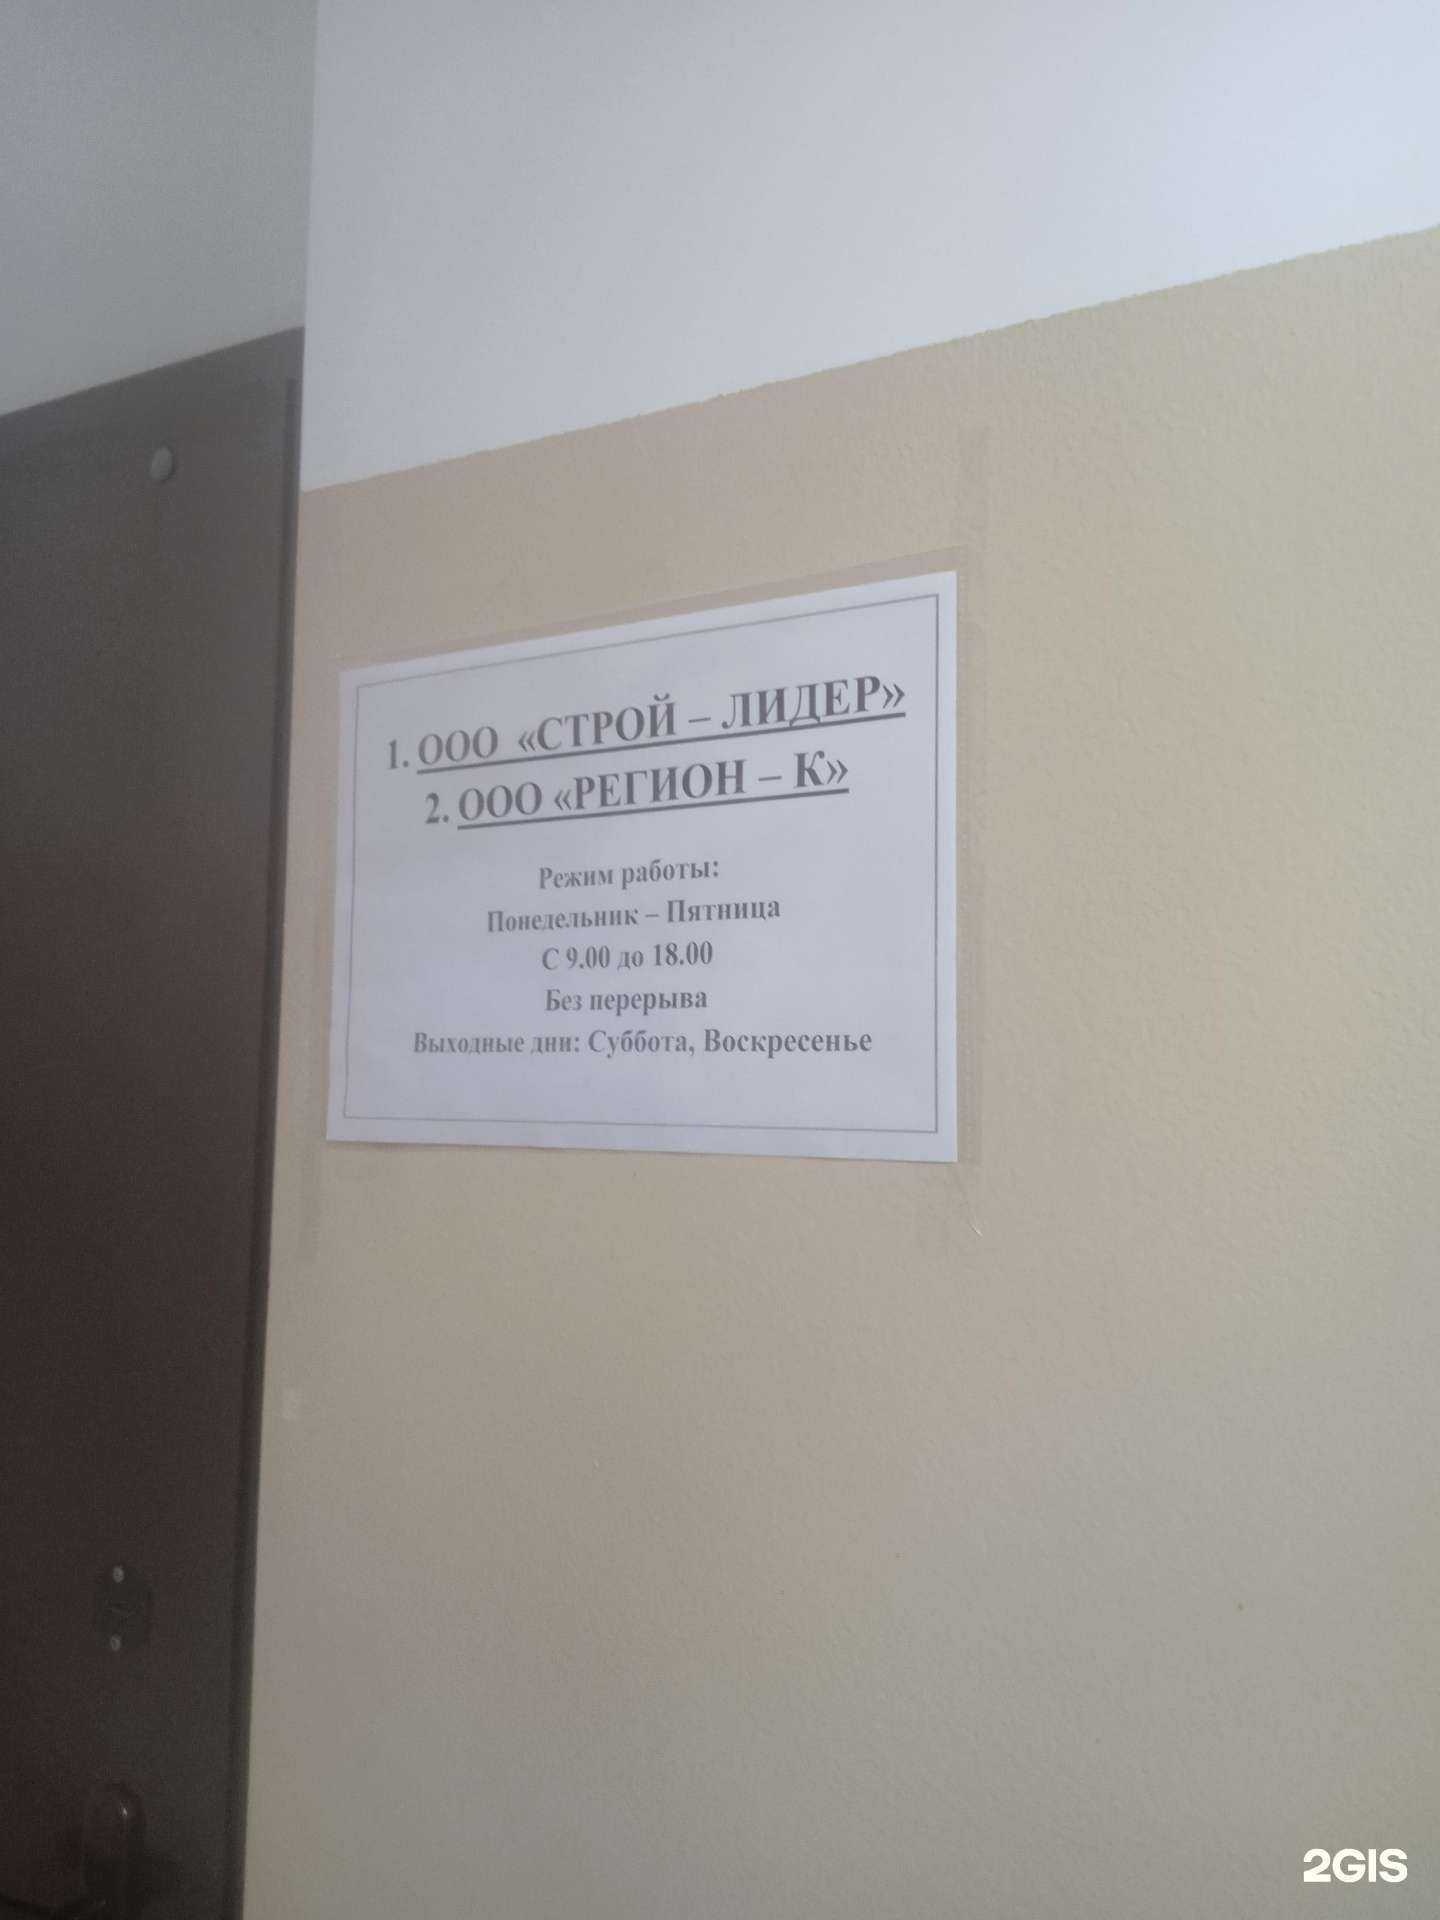 1. ООО «СТРОЙ – ЛИДЕР»
2. ООО «РЕГИОН – К»
Режим работы:
Понедельник – Пятница
С 9.00 до 18.00
Без перерыва
Выходные дни: Суббота, Воскресенье
2GIS